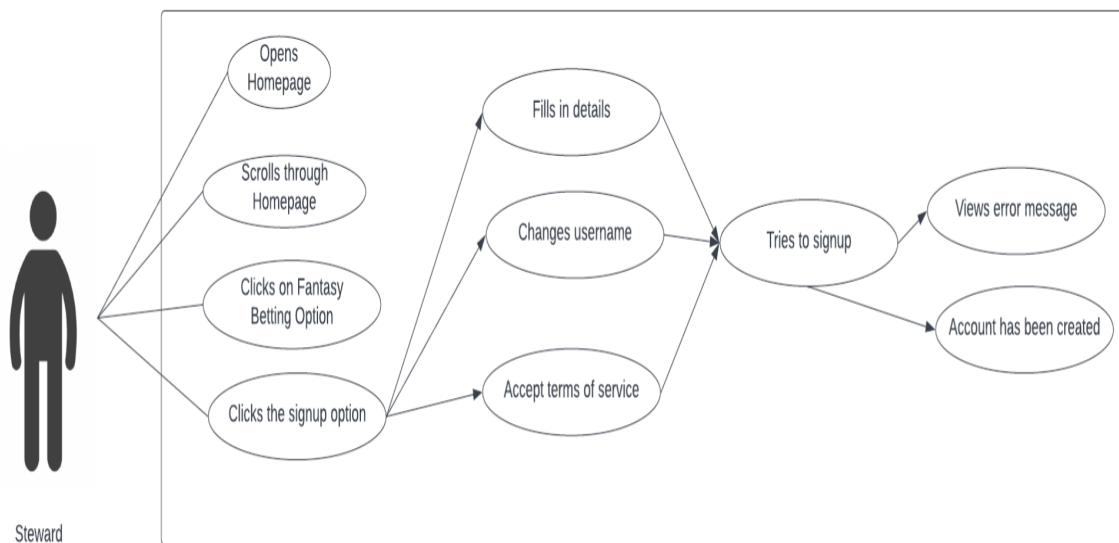 Opens
Homepage
Scrolls through
Homepage
Clicks on Fantasy
Betting Option
Clicks the signup option
Fills in details
Changes username
Accept terms of service
Tries to signup
Views error message
Account has been created
Steward